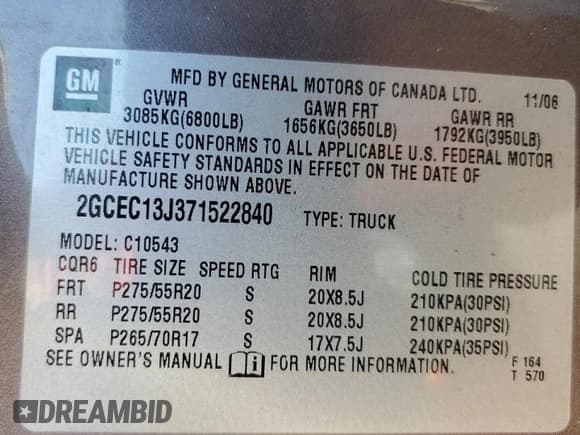 GM
®
MFD BY GENERAL MOTORS OF CANADA LTD. 11/06
GVWR GAWR FRT GAWR RR
3085KG(6800LB) 1656KG(3650LB) 1792KG(3950LB)
THIS VEHICLE CONFORMS TO ALL APPLICABLE U.S. FEDERAL MOTOR
VEHICLE SAFETY STANDARDS IN EFFECT ON THE DATE OF
MANUFACTURE SHOWN ABOVE.
2GCEC13J371522840 TYPE: TRUCK
MODEL: C10543
CQR6 TIRE SIZE SPEED RTG RIM COLD TIRE PRESSURE
FRT P275/55R20 S 20X8.5J 210KPA(30PSI)
RR P275/55R20 S 20X8.5J 210KPA(30PSI)
SPA P265/70R17 S 17X7.5J 240KPA(35PSI)
SEE OWNER'S MANUAL i FOR MORE INFORMATION. F 164
T 570
DREAMBID